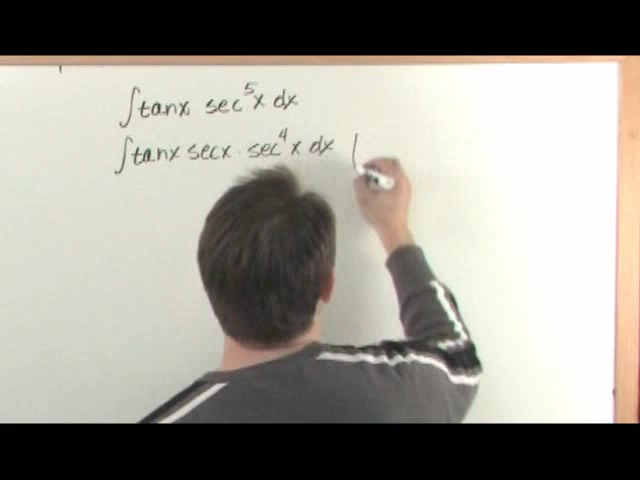 ∫tanx sec⁵x dx
∫tanx secx · sec⁴x dx